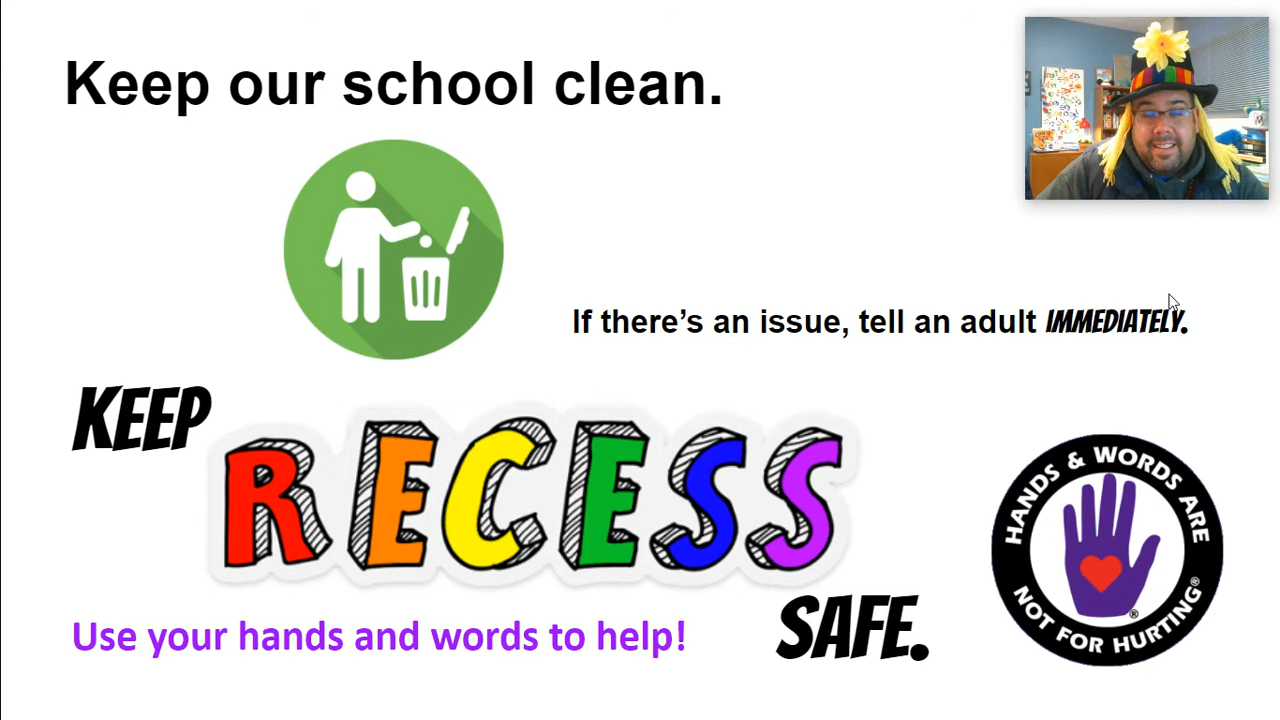 Keep our school clean.
If there's an issue, tell an adult IMMEDIATELY.
KEEP
RECESS
SAFE.
Use your hands and words to help!
HANDS & WORDS ARE
NOT FOR HURTING®
®